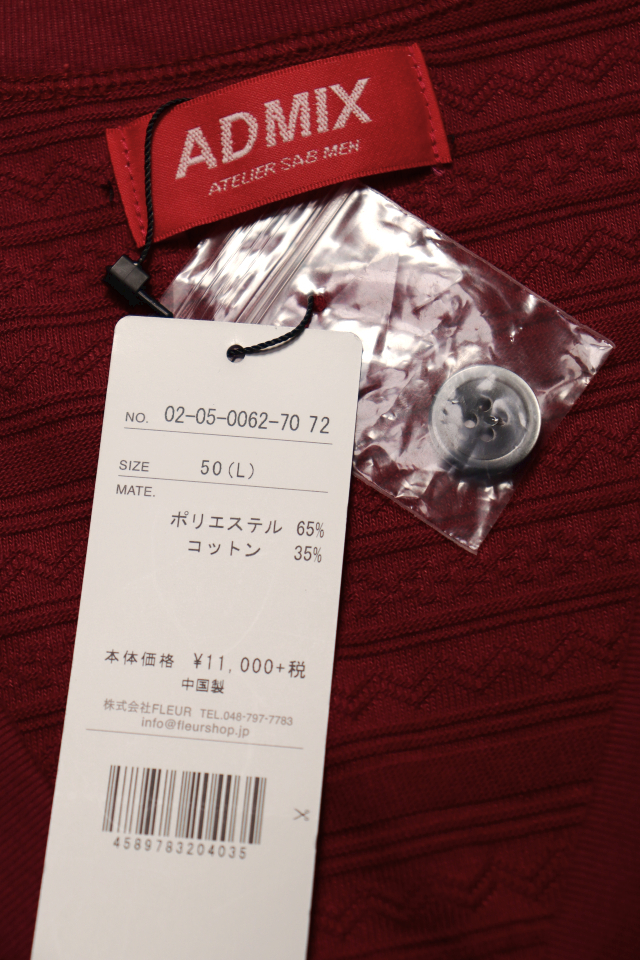 ADMIX
ATELIER SAB MEN
NO. 02-05-0062-70 72
SIZE 50(L)
MATE.
ポリエステル 65%
コットン 35%
本体価格 ¥11,000+税
中国製
株式会社FLEUR TEL.048-797-7783
info@fleurshop.jp
4589783204035